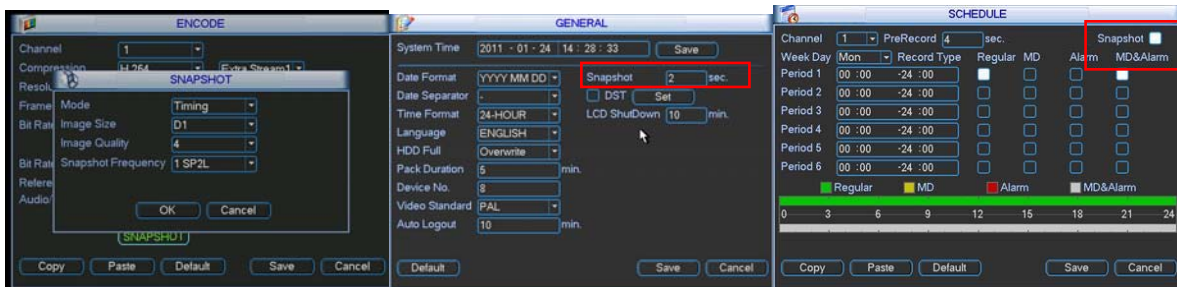 ENCODE
Channel 1
Compression H.264 Extra Stream1
SNAPSHOT
Mode Timing
Image Size D1
Image Quality 4
Snapshot Frequency 1 SP2L
OK Cancel
Frame
Bit Rate
Bit Rate
Audio/
SNAPSHOT
Copy Paste Default Save Cancel
GENERAL
System Time 2011 - 01 - 24 14 : 28 : 33 Save
Date Format YYYY MM DD Snapshot 2 sec.
Date Separator - DST Set
Time Format 24-HOUR LCD ShutDown 10 min.
Language ENGLISH
HDD Full Overwrite
Pack Duration 5 min.
Device No. 8
Video Standard PAL
Auto Logout 10 min.
Default Save Cancel
SCHEDULE
Channel 1 PreRecord 4 sec. Snapshot
Week Day Mon Record Type Regular MD Alarm MD&Alarm
Period 1 00 :00 -24 :00
Period 2 00 :00 -24 :00
Period 3 00 :00 -24 :00
Period 4 00 :00 -24 :00
Period 5 00 :00 -24 :00
Period 6 00 :00 -24 :00
Regular MD Alarm MD&Alarm
0 3 6 9 12 15 18 21 24
Copy Paste Default Save Cancel